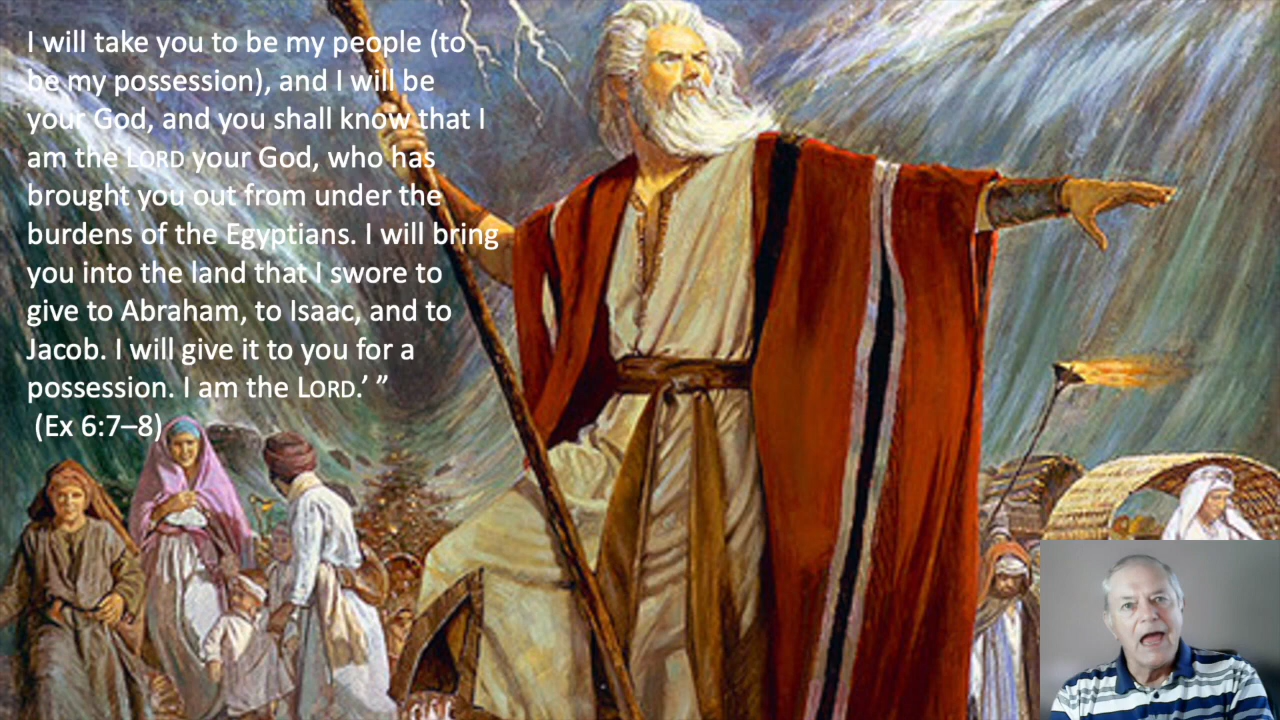 I will take you to be my people (to
be my possession), and I will be
your God, and you shall know that I
am the LORD your God, who has
brought you out from under the
burdens of the Egyptians. I will bring
you into the land that I swore to
give to Abraham, to Isaac, and to
Jacob. I will give it to you for a
possession. I am the LORD.’ ”
(Ex 6:7–8)